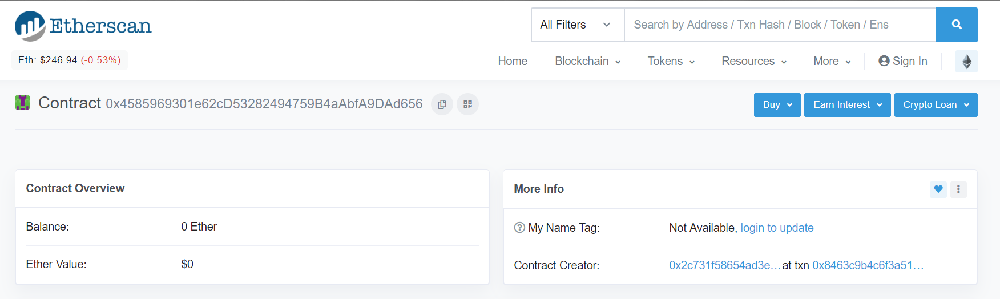 Etherscan
All Filters
Search by Address / Txn Hash / Block / Token / Ens
Eth: $246.94 (-0.53%)
Home Blockchain Tokens Resources More Sign In
Contract 0x4585969301e62cD53282494759B4aAbfA9DAd656
Buy Earn Interest Crypto Loan
Contract Overview
Balance: 0 Ether
Ether Value: $0
More Info
My Name Tag: Not Available, login to update
Contract Creator: 0x2c731f58654ad3e... at txn 0x8463c9b4c6f3a51...